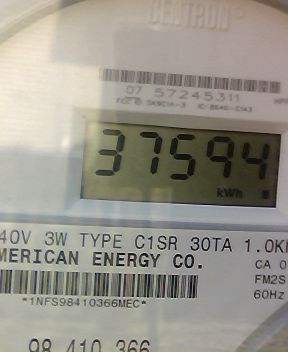 CENTRON®
07 57245311
37594
kWh
40V 3W TYPE C1SR 30TA 1.0K
MERICAN ENERGY CO.
CA 0
FM2S
60Hz
*1NFS98410366MEC*
98 410 366